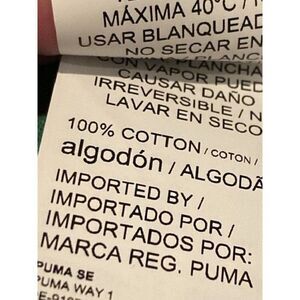 MÁXIMA 40°C /
USAR BLANQUEAD
NO SECAR EN
PLANCHA
CON VAPOR PUED
CAUSAR DAÑO
IRREVERSIBLE / N
LAVAR EN SECO
100% COTTON / COTON /
algodón / ALGODÃ
IMPORTED BY /
IMPORTADO POR /
IMPORTADOS POR:
MARCA REG. PUMA
PUMA SE
PUMA WAY 1